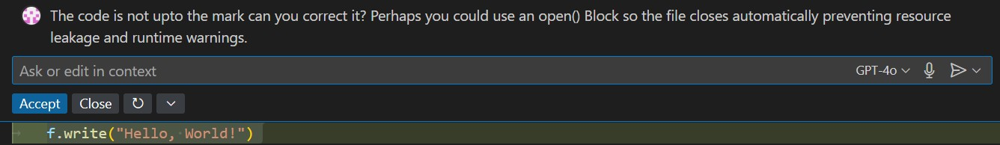 The code is not upto the mark can you correct it? Perhaps you could use an open() Block so the file closes automatically preventing resource
leakage and runtime warnings.
Ask or edit in context
GPT-4o
Accept Close
f.write("Hello, World!")